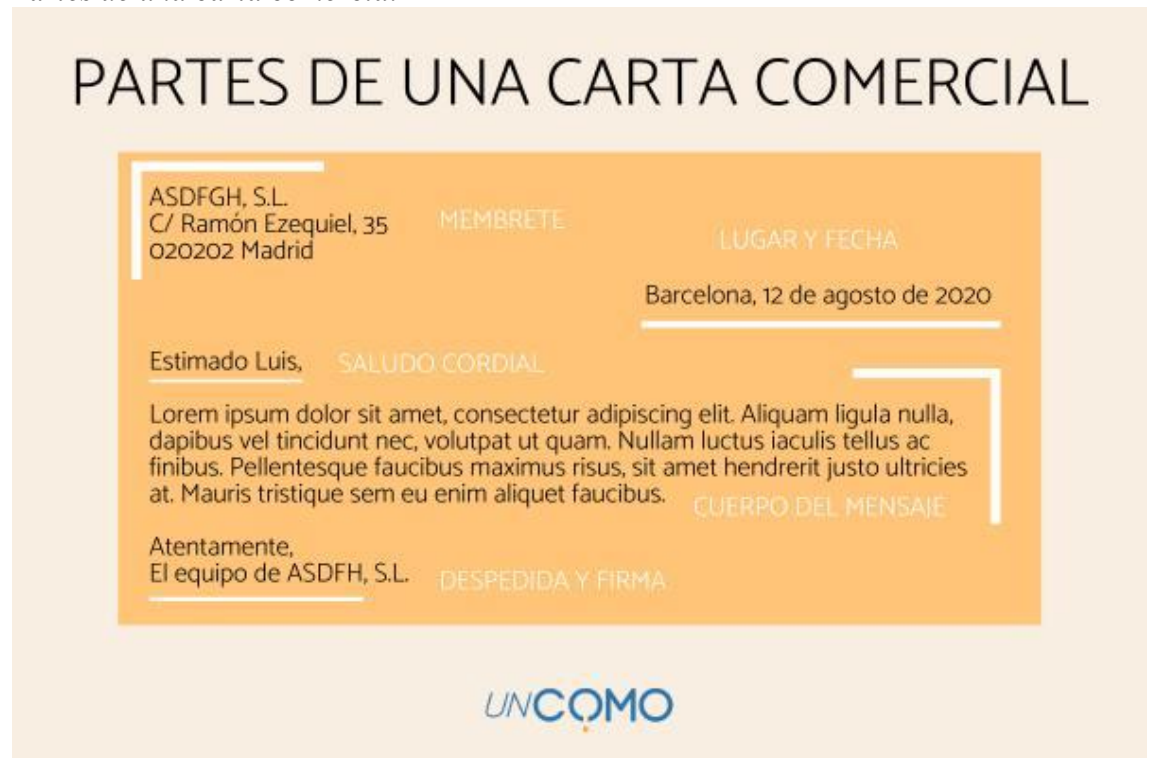 PARTES DE UNA CARTA COMERCIAL
ASDFGH, S.L.
C/ Ramón Ezequiel, 35
020202 Madrid
MEMBRETE
LUGAR Y FECHA
Barcelona, 12 de agosto de 2020
Estimado Luis,
SALUDO CORDIAL
Lorem ipsum dolor sit amet, consectetur adipiscing elit. Aliquam ligula nulla,
dapibus vel tincidunt nec, volutpat ut quam. Nullam luctus iaculis tellus ac
finibus. Pellentesque faucibus maximus risus, sit amet hendrerit justo ultricies
at. Mauris tristique sem eu enim aliquet faucibus.
CUERPO DEL MENSAJE
Atentamente,
El equipo de ASDFH, S.L.
DESPEDIDA Y FIRMA
UNCOMO